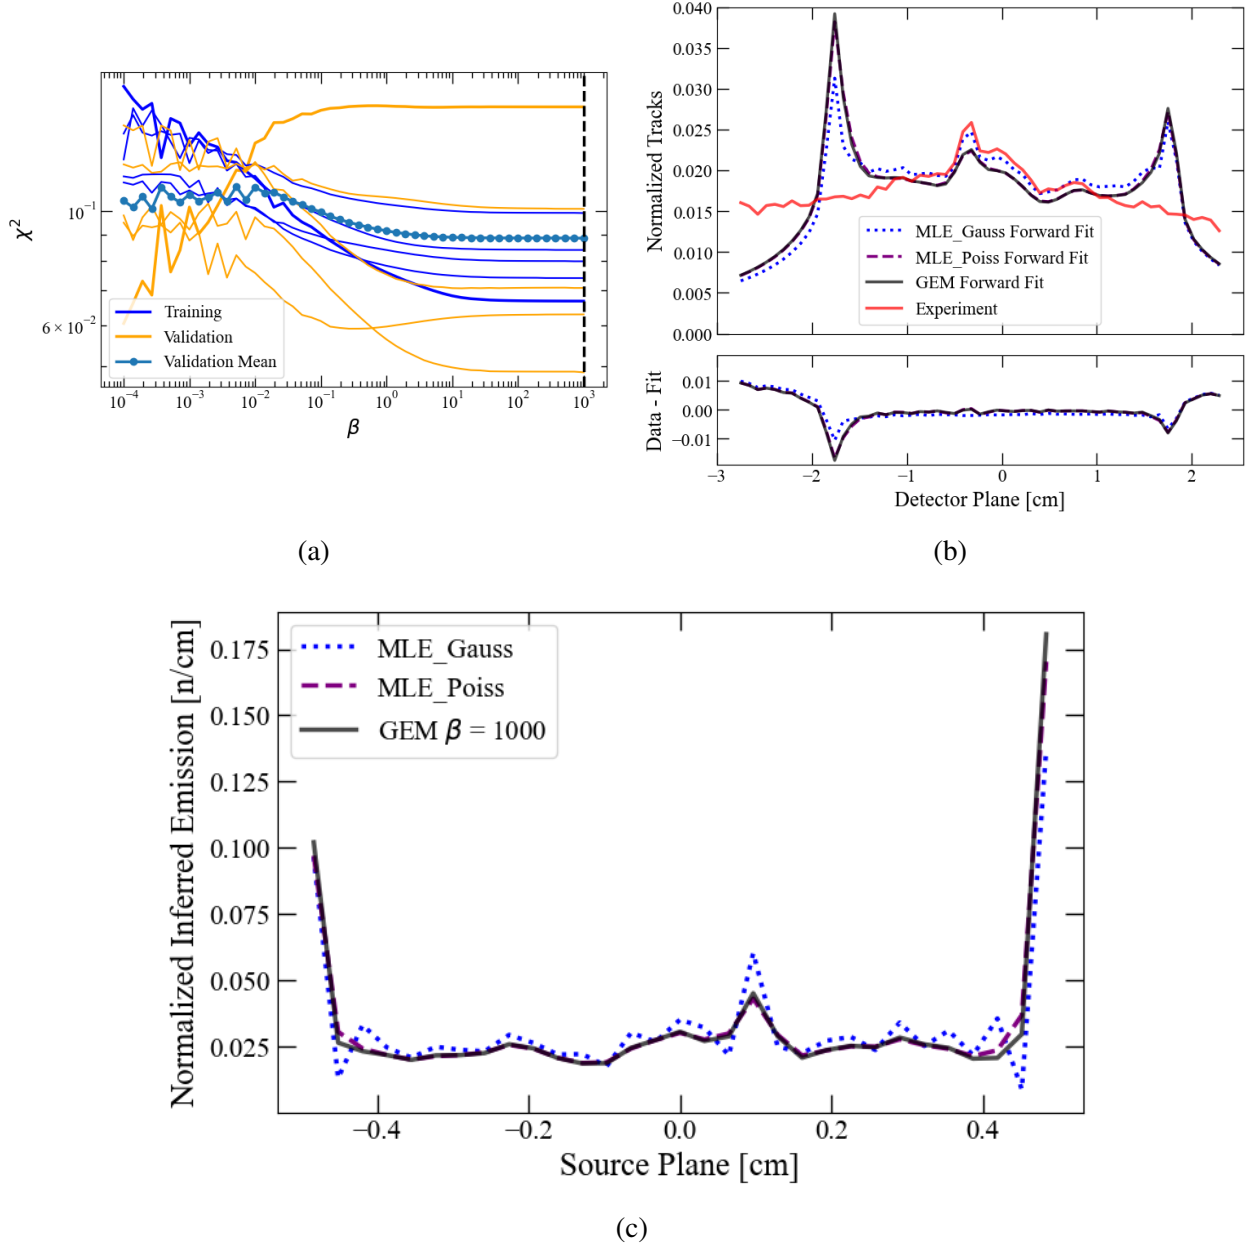 χ²
10⁻¹
6 × 10⁻²
Training
Validation
Validation Mean
10⁻⁴ 10⁻³ 10⁻² 10⁻¹ 10⁰ 10¹ 10² 10³
β
(a)
Normalized Tracks
0.040
0.035
0.030
0.025
0.020
0.015
0.010
0.005
0.000
MLE_Gauss Forward Fit
MLE_Poiss Forward Fit
GEM Forward Fit
Experiment
Data - Fit
0.01
0.00
−0.01
−3 −2 −1 0 1 2
Detector Plane [cm]
(b)
Normalized Inferred Emission [n/cm]
0.175
0.150
0.125
0.100
0.075
0.050
0.025
MLE_Gauss
MLE_Poiss
GEM β = 1000
−0.4 −0.2 0.0 0.2 0.4
Source Plane [cm]
(c)